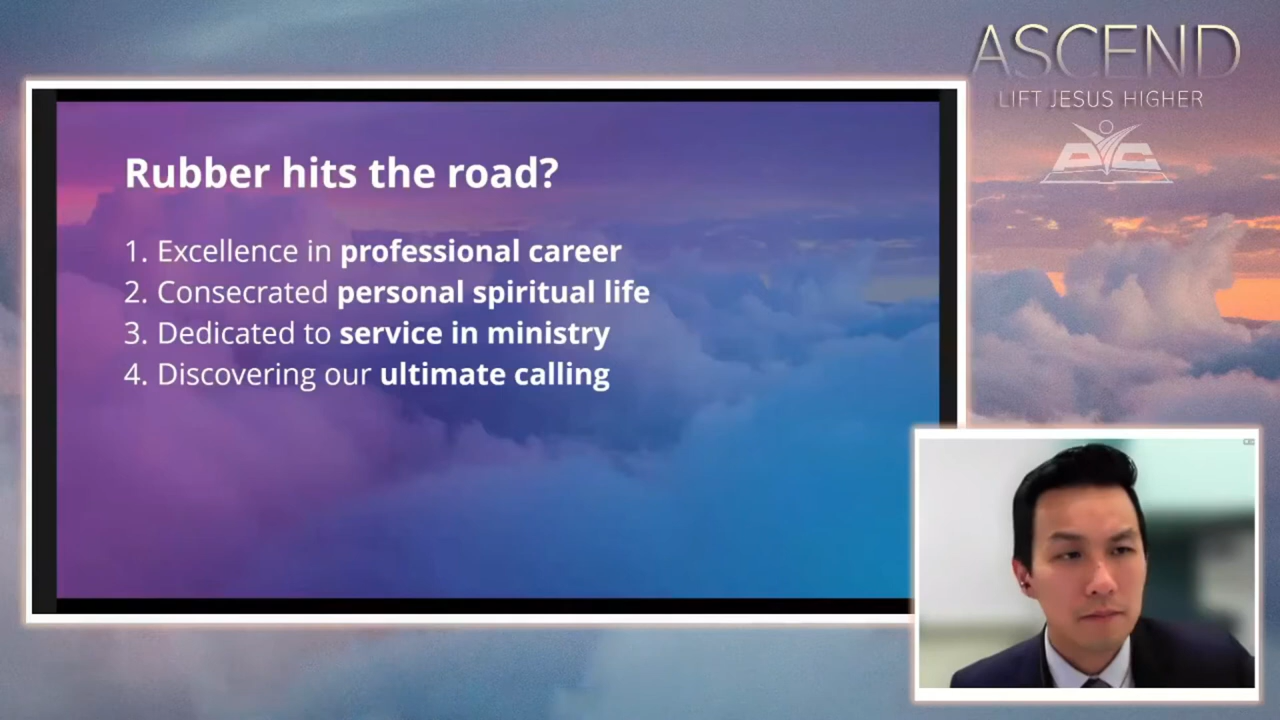 ASCEND
LIFT JESUS HIGHER
AYC
Rubber hits the road?
1. Excellence in professional career
2. Consecrated personal spiritual life
3. Dedicated to service in ministry
4. Discovering our ultimate calling